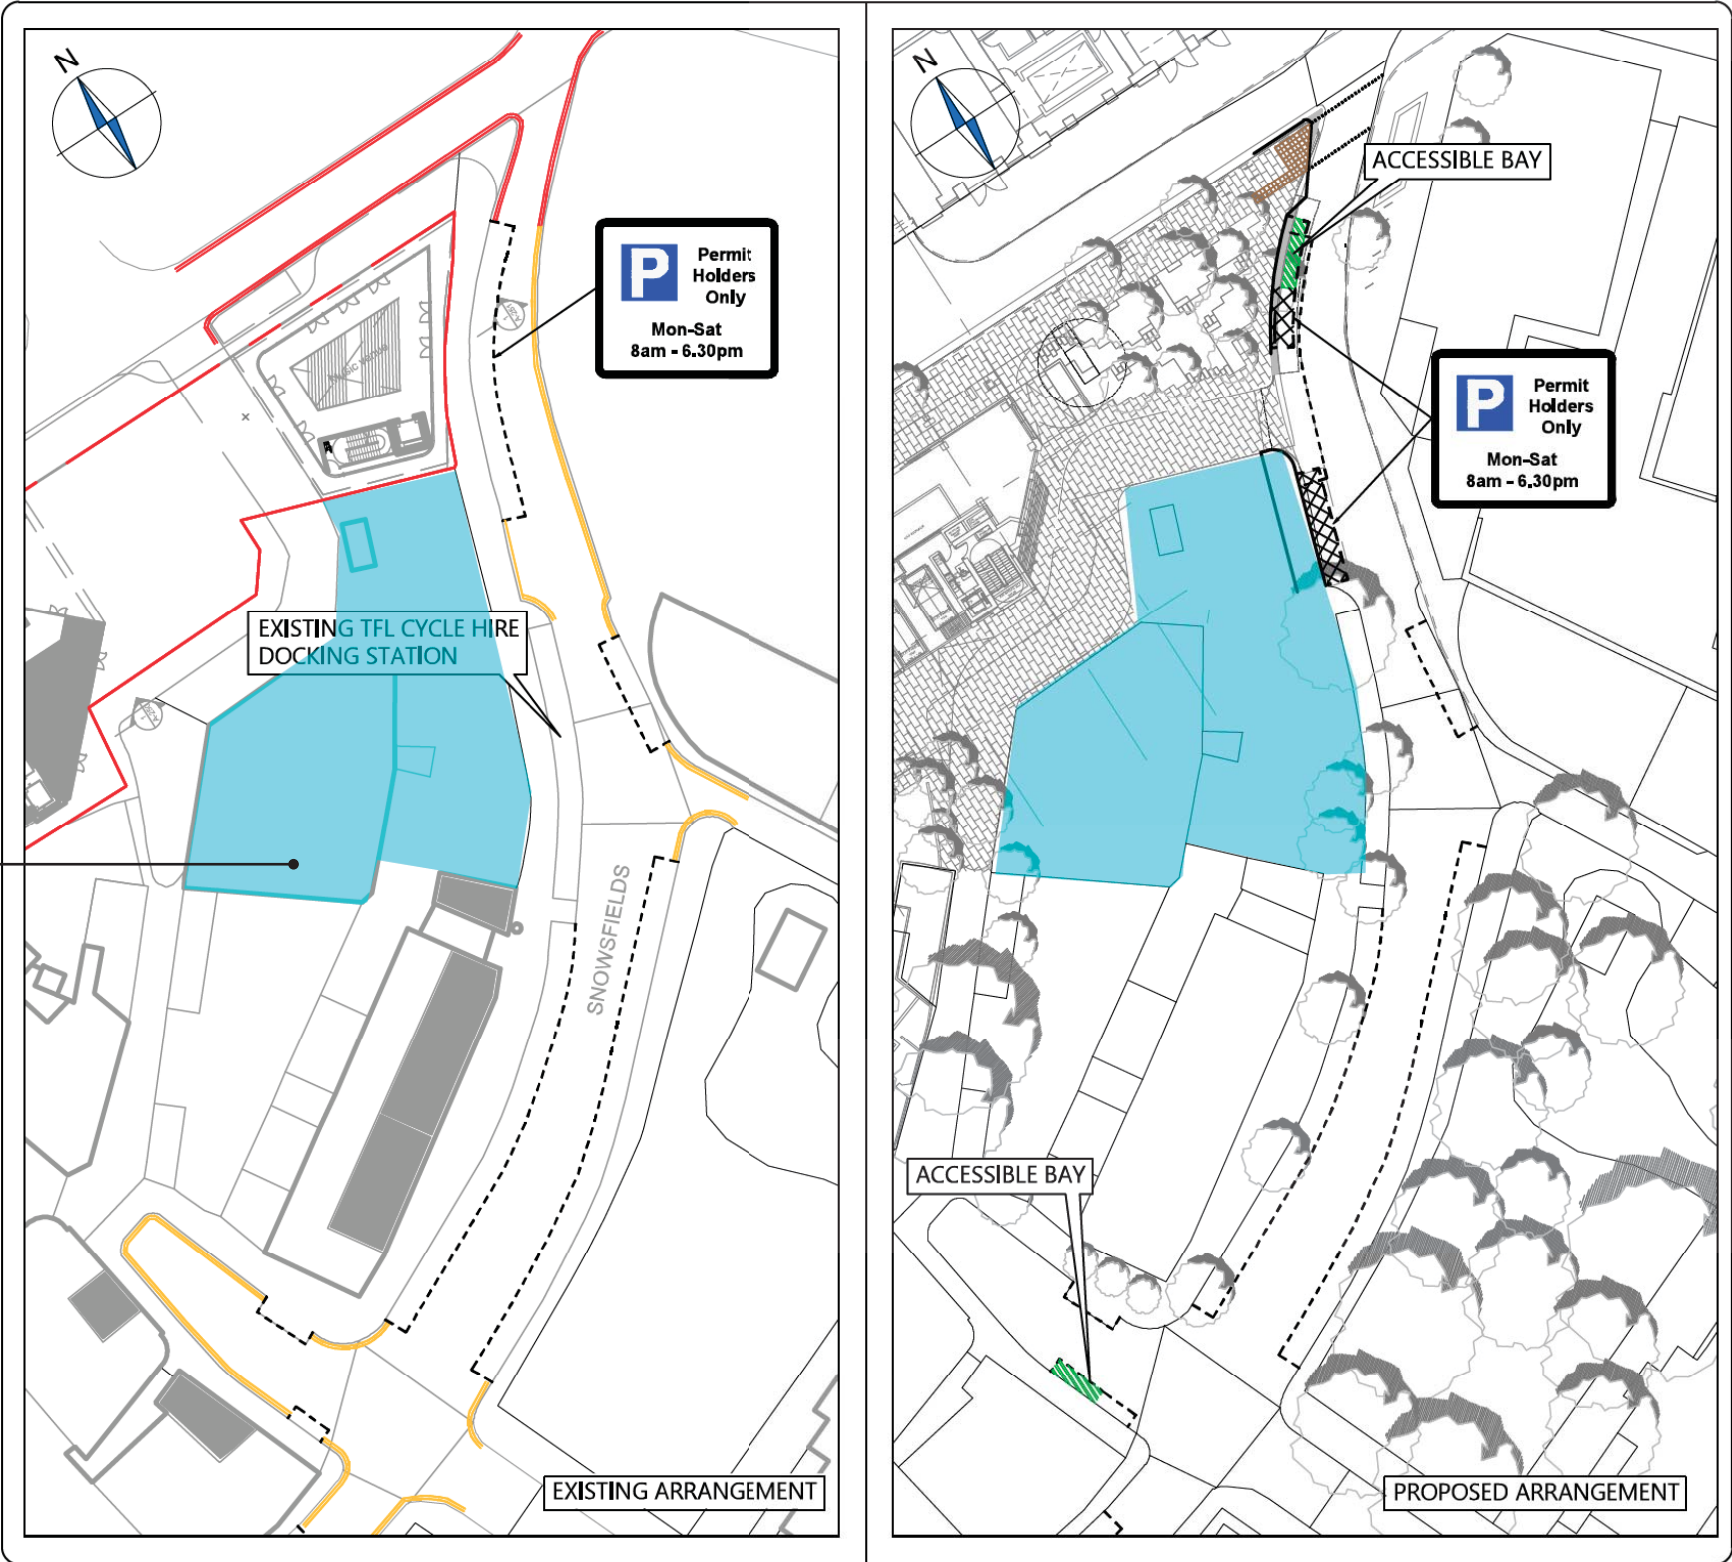 N
P
Permit
Holders
Only
Mon-Sat
8am - 6.30pm
EXISTING TFL CYCLE HIRE
DOCKING STATION
SNOWSFIELDS
EXISTING ARRANGEMENT
N
ACCESSIBLE BAY
P
Permit
Holders
Only
Mon-Sat
8am - 6.30pm
ACCESSIBLE BAY
PROPOSED ARRANGEMENT